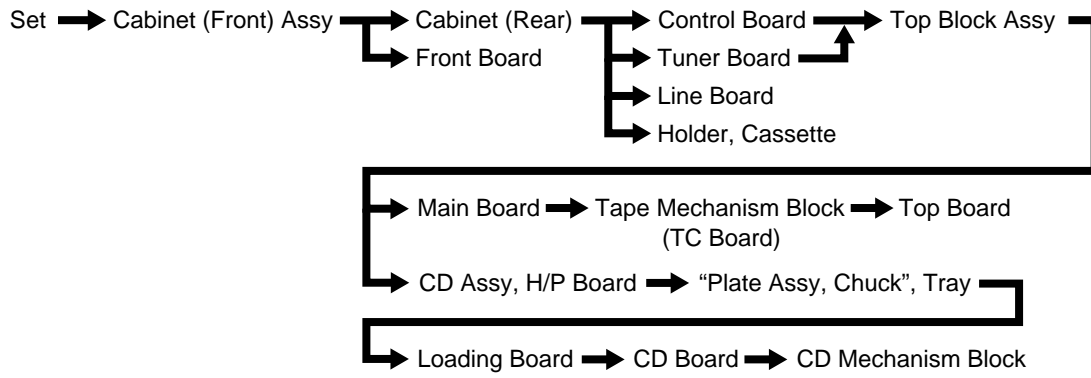 Set Cabinet (Front) Assy Cabinet (Rear) Control Board Top Block Assy
Front Board Tuner Board
Line Board
Holder, Cassette
Main Board Tape Mechanism Block Top Board
(TC Board)
CD Assy, H/P Board “Plate Assy, Chuck”, Tray
Loading Board CD Board CD Mechanism Block